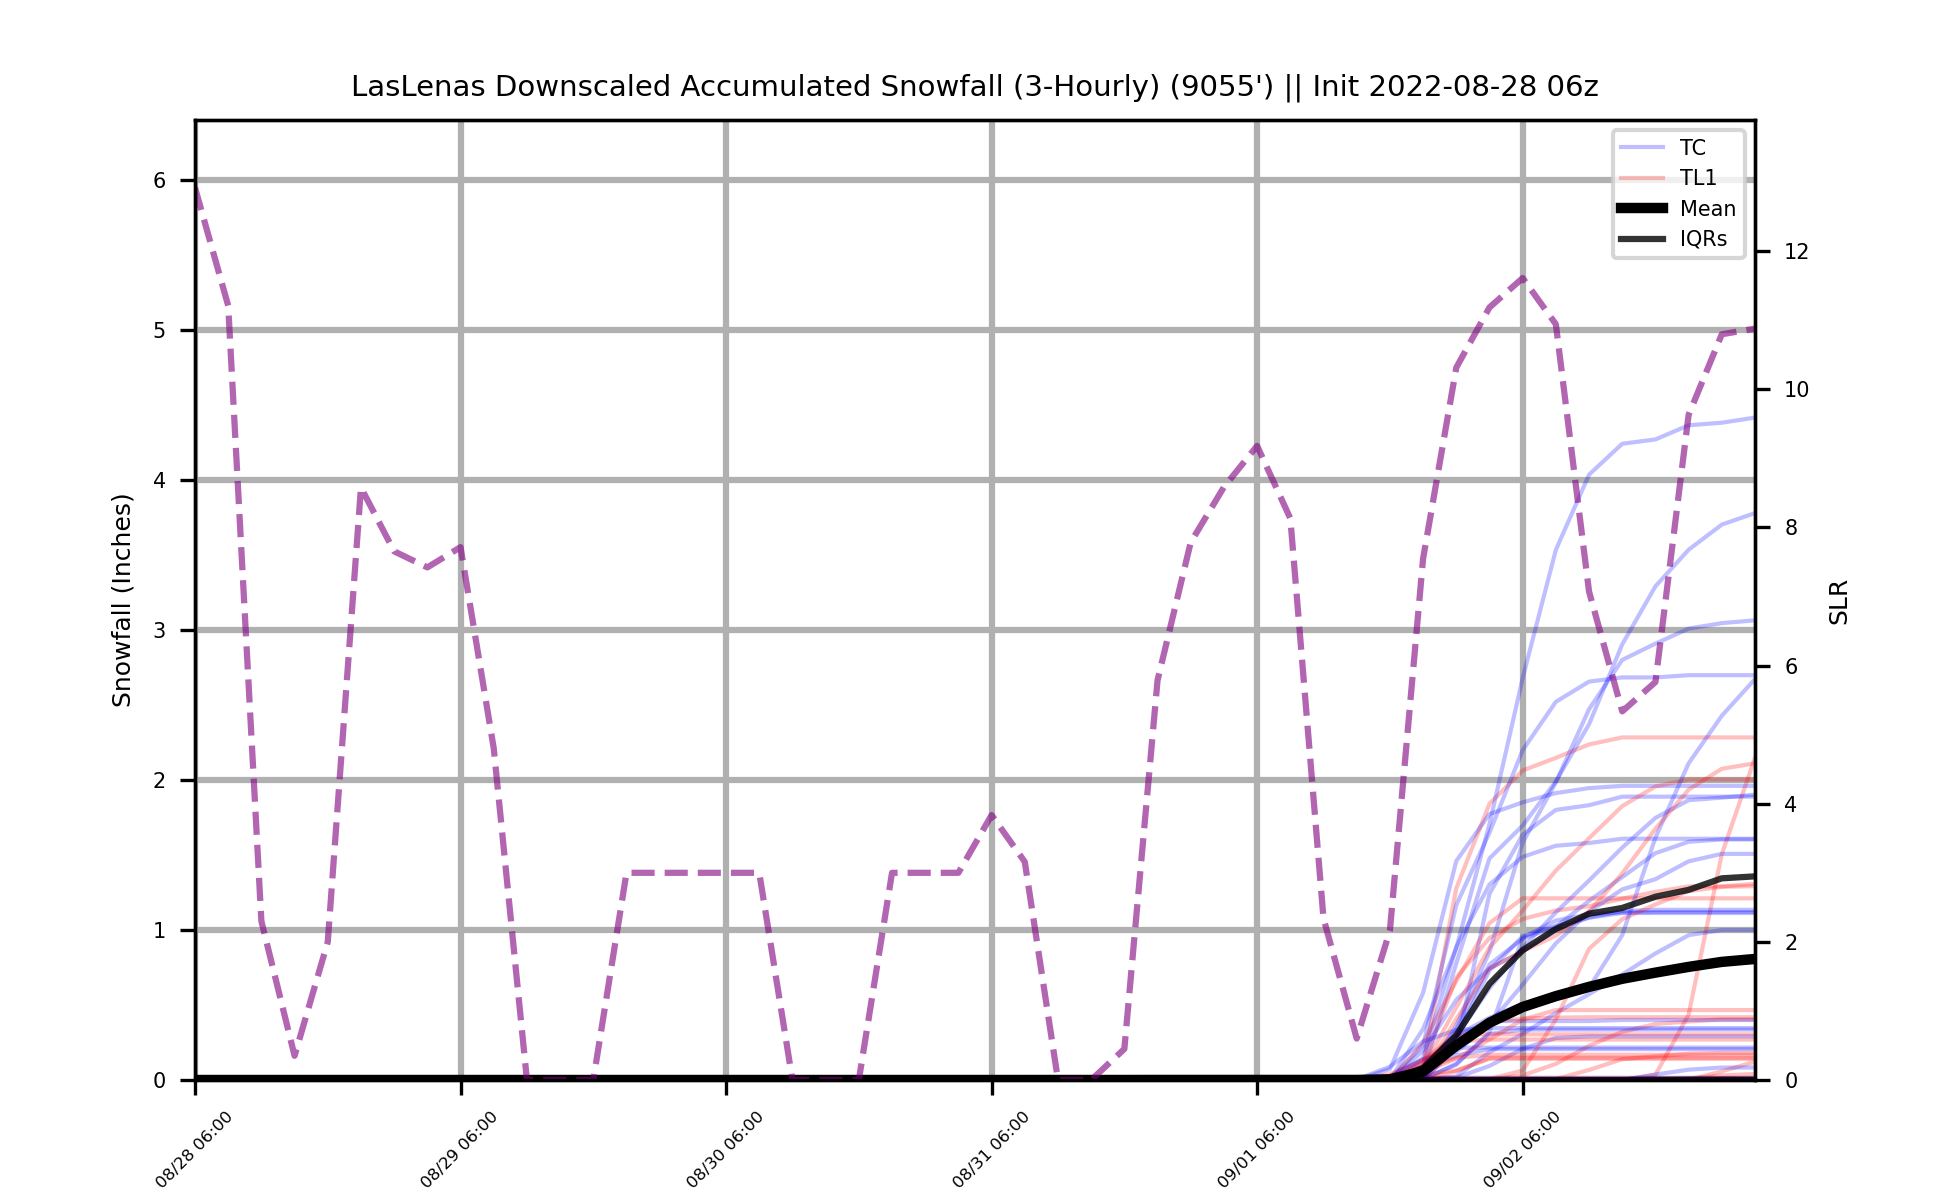 LasLenas Downscaled Accumulated Snowfall (3-Hourly) (9055') || Init 2022-08-28 06z
TC
TL1
Mean
IQRs
Snowfall (Inches)
6
5
4
3
2
1
0
SLR
12
10
8
6
4
2
0
08/28 06:00
08/29 06:00
08/30 06:00
08/31 06:00
09/01 06:00
09/02 06:00